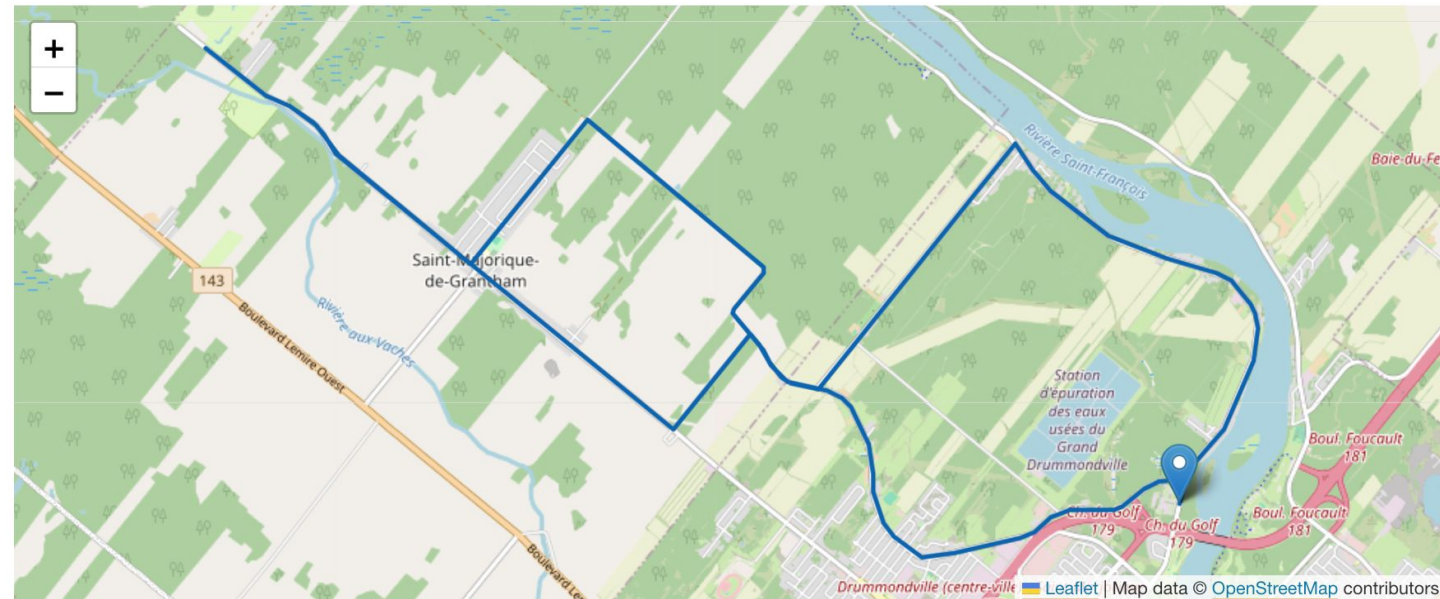 +
−
Rivière Saint-François
Baie-du-Fe
Saint-Majorique-
de-Grantham
143
Boulevard Lemire Ouest
Rivière aux Vaches
Station
d'épuration
des eaux
usées du
Grand
Drummondville
Boul. Foucault
181
Ch. du Golf
179
Ch. du Golf
179
Boul. Foucault
181
Boulevard Le
Drummondville (centre-ville
Leaflet | Map data © OpenStreetMap contributors